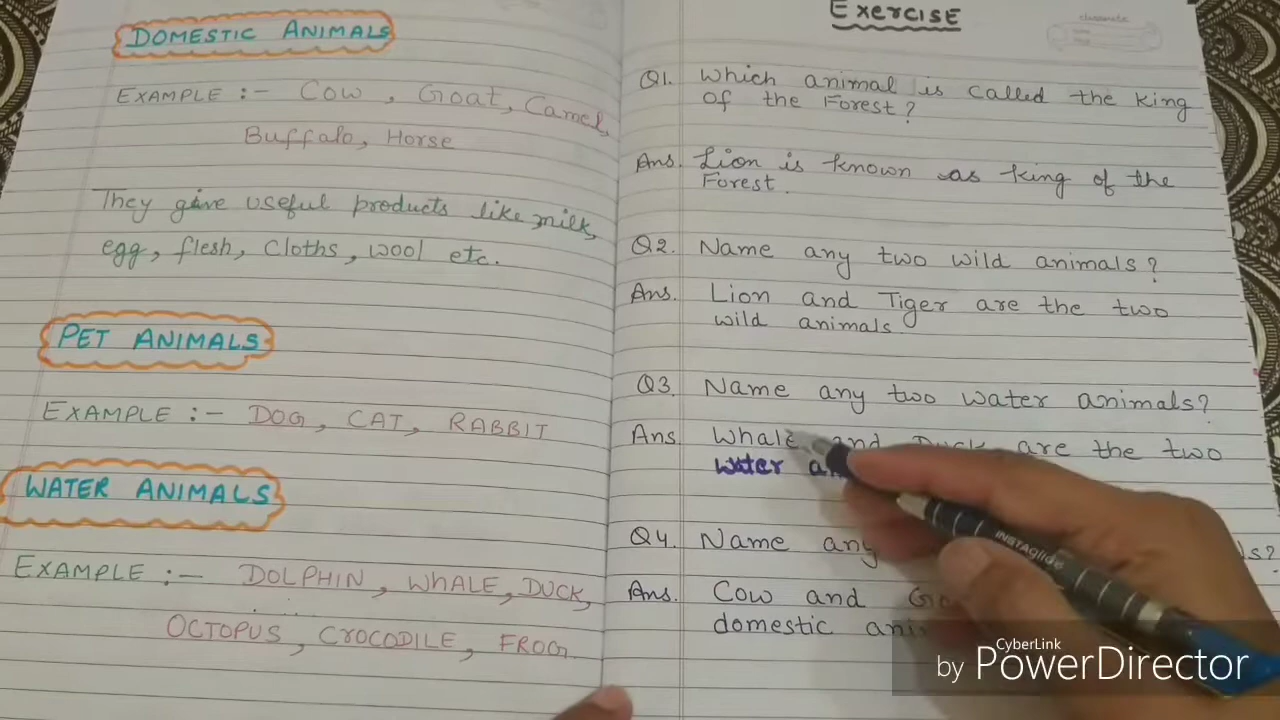 DOMESTIC ANIMALS
EXAMPLE :- Cow, Goat, Camel,
Buffalo, Horse
They give useful products like milk,
egg, flesh, cloths, wool etc.
PET ANIMALS
EXAMPLE :- DOG, CAT, RABBIT
WATER ANIMALS
EXAMPLE :- DOLPHIN, WHALE, DUCK,
OCTOPUS, CROCODILE, FROG
EXERCISE
classmate
Q1. Which animal is called the king
of the Forest?
Ans. Lion is known as king of the
Forest.
Q2. Name any two wild animals?
Ans. Lion and Tiger are the two
wild animals
Q3. Name any two water animals?
Ans Whale and Duck are the two
water
Q4. Name any
Ans. Cow and
domestic
INSTAglide
CyberLink
by PowerDirector